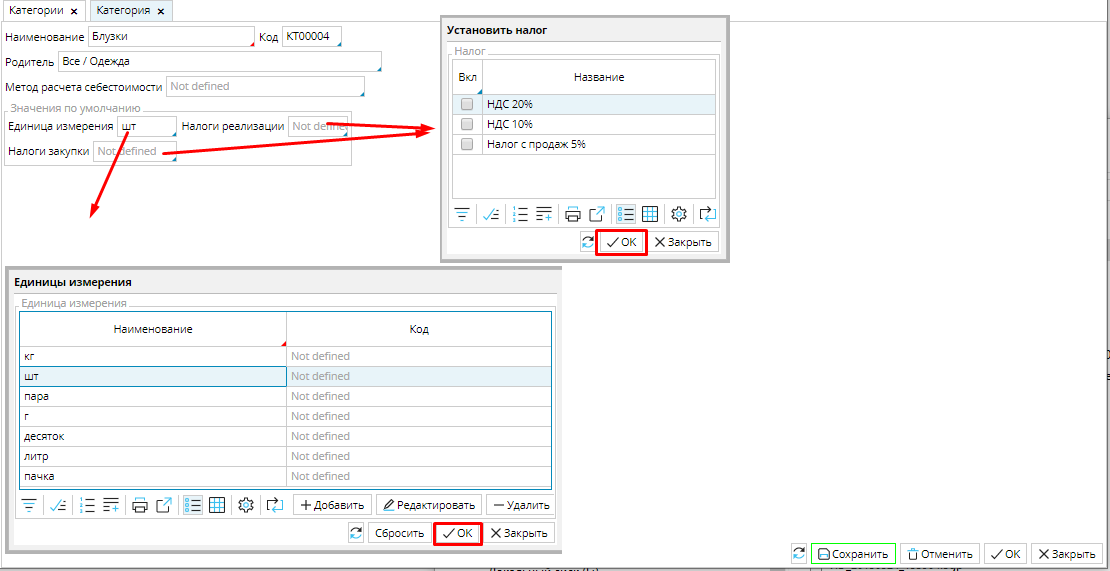 Категории × Категория ×
Наименование Блузки Код КТ00004
Родитель Все / Одежда
Метод расчета себестоимости Not defined
Значения по умолчанию
Единица измерения шт Налоги реализации Not define
Налоги закупки Not defined
Установить налог
Налог
Вкл Название
НДС 20%
НДС 10%
Налог с продаж 5%
OK Закрыть
Единицы измерения
Единица измерения
Наименование Код
кг Not defined
шт Not defined
пара Not defined
г Not defined
десяток Not defined
литр Not defined
пачка Not defined
Добавить Редактировать Удалить
Сбросить OK Закрыть
Сохранить Отменить OK Закрыть